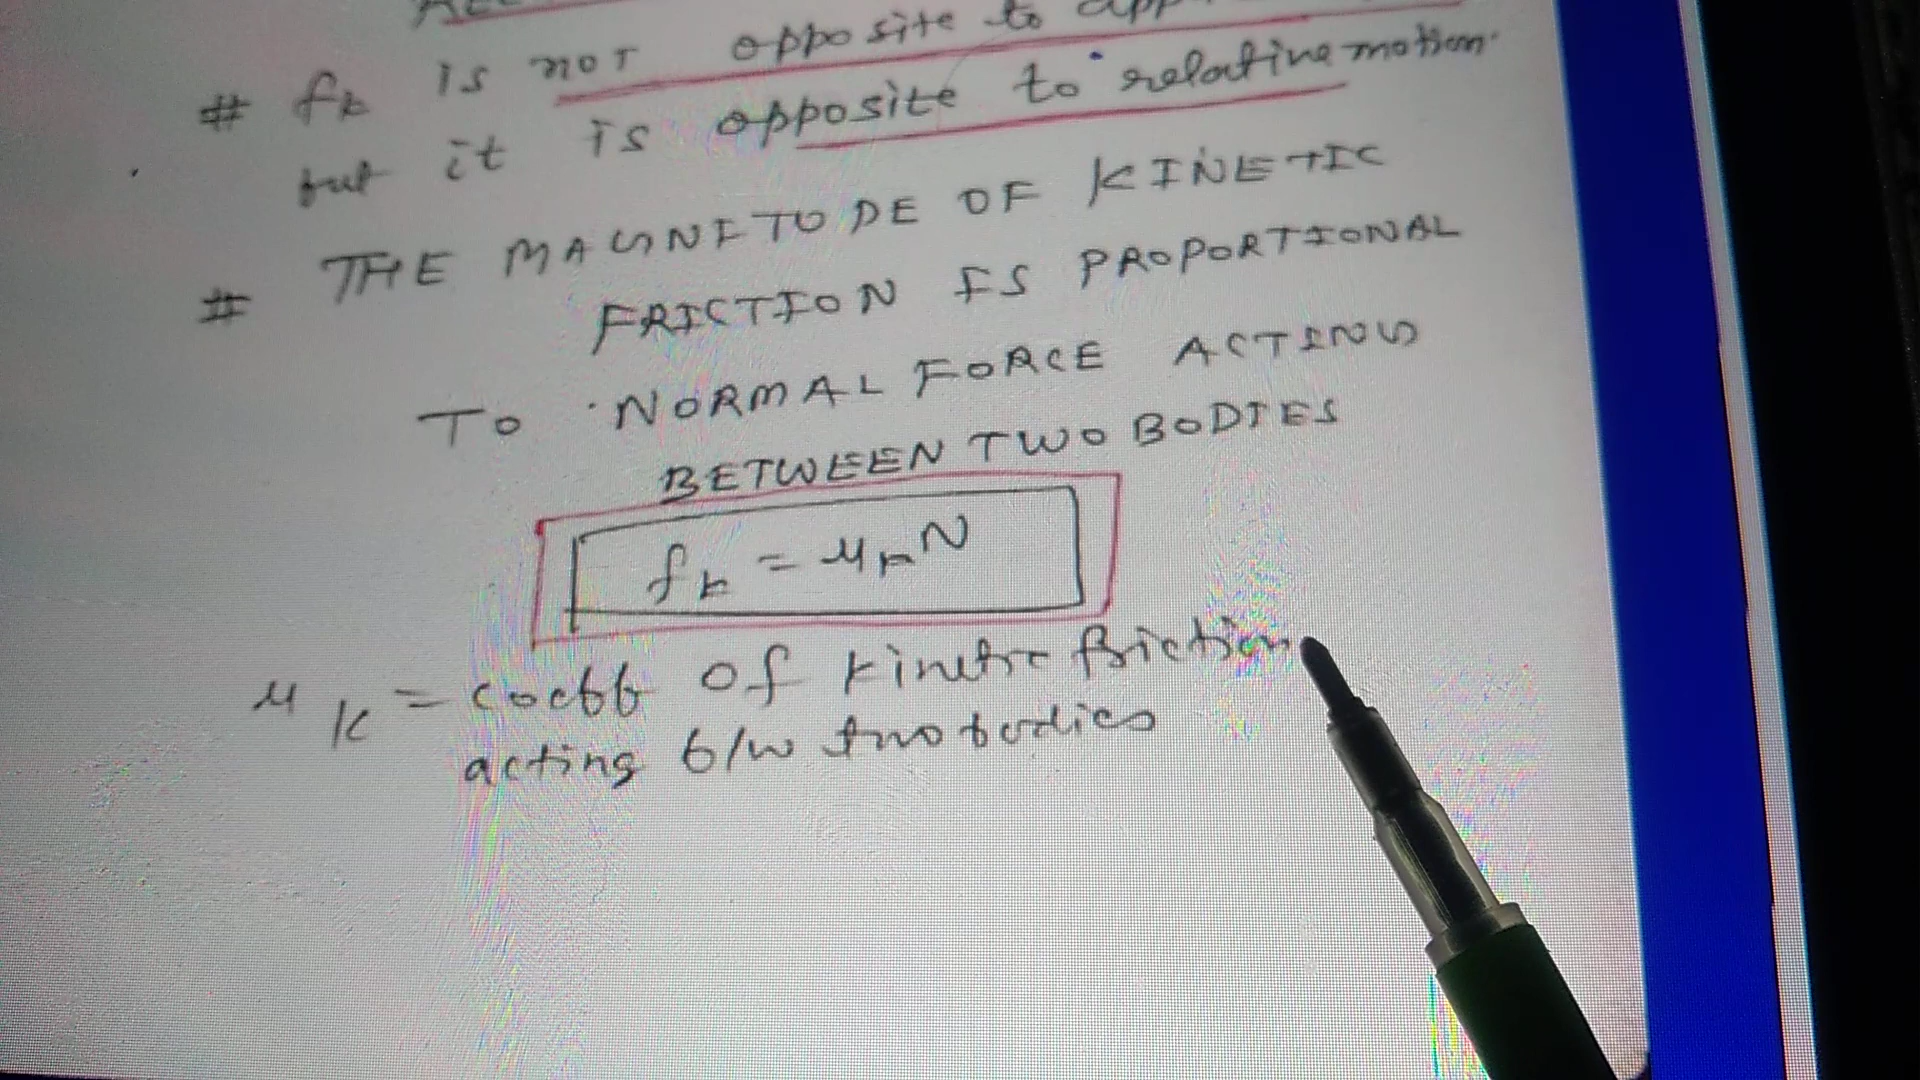 # fk is not opposite to
but it is opposite to relative motion.
# THE MAGNITUDE OF KINETIC
FRICTION IS PROPORTIONAL
TO NORMAL FORCE ACTING
BETWEEN TWO BODIES
fk = μkN
μk = coeff of kinetic friction
acting b/w two bodies